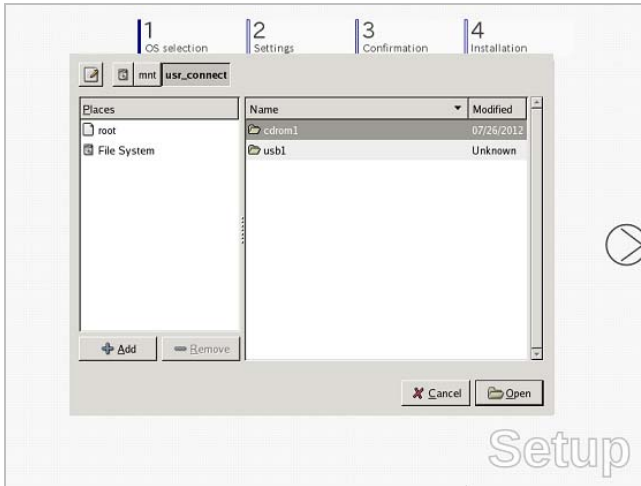 1 2 3 4
OS selection Settings Confirmation Installation
mnt usr_connect
Places Name Modified
root cdrom1 07/26/2012
File System usb1 Unknown
Add Remove
Cancel Open
Setup